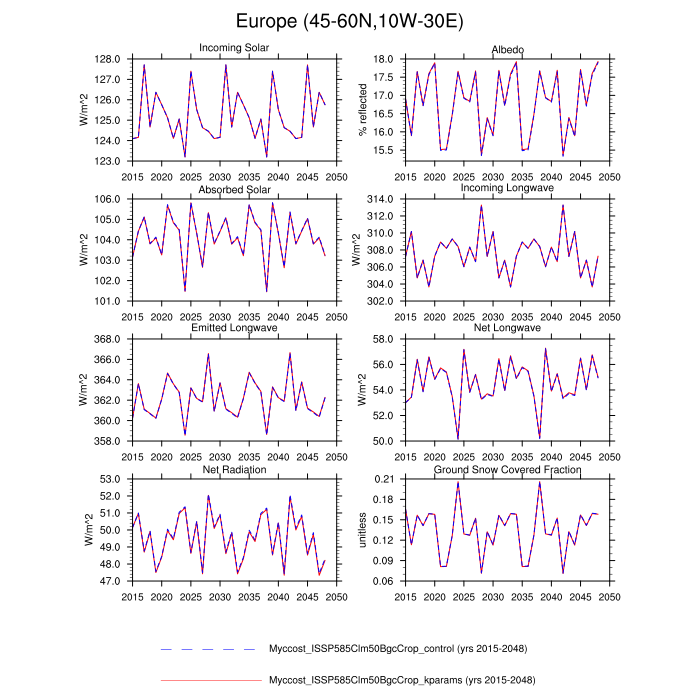 Europe (45-60N,10W-30E)
Incoming Solar
W/m^2
128.0
127.0
126.0
125.0
124.0
123.0
2015 2020 2025 2030 2035 2040 2045 2050
Albedo
% reflected
18.0
17.5
17.0
16.5
16.0
15.5
2015 2020 2025 2030 2035 2040 2045 2050
Absorbed Solar
W/m^2
106.0
105.0
104.0
103.0
102.0
101.0
2015 2020 2025 2030 2035 2040 2045 2050
Incoming Longwave
W/m^2
314.0
312.0
310.0
308.0
306.0
304.0
302.0
2015 2020 2025 2030 2035 2040 2045 2050
Emitted Longwave
W/m^2
368.0
366.0
364.0
362.0
360.0
358.0
2015 2020 2025 2030 2035 2040 2045 2050
Net Longwave
W/m^2
58.0
56.0
54.0
52.0
50.0
2015 2020 2025 2030 2035 2040 2045 2050
Net Radiation
W/m^2
53.0
52.0
51.0
50.0
49.0
48.0
47.0
2015 2020 2025 2030 2035 2040 2045 2050
Ground Snow Covered Fraction
unitless
0.21
0.18
0.15
0.12
0.09
0.06
2015 2020 2025 2030 2035 2040 2045 2050
Myccost_ISSP585Clm50BgcCrop_control (yrs 2015-2048)
Myccost_ISSP585Clm50BgcCrop_kparams (yrs 2015-2048)